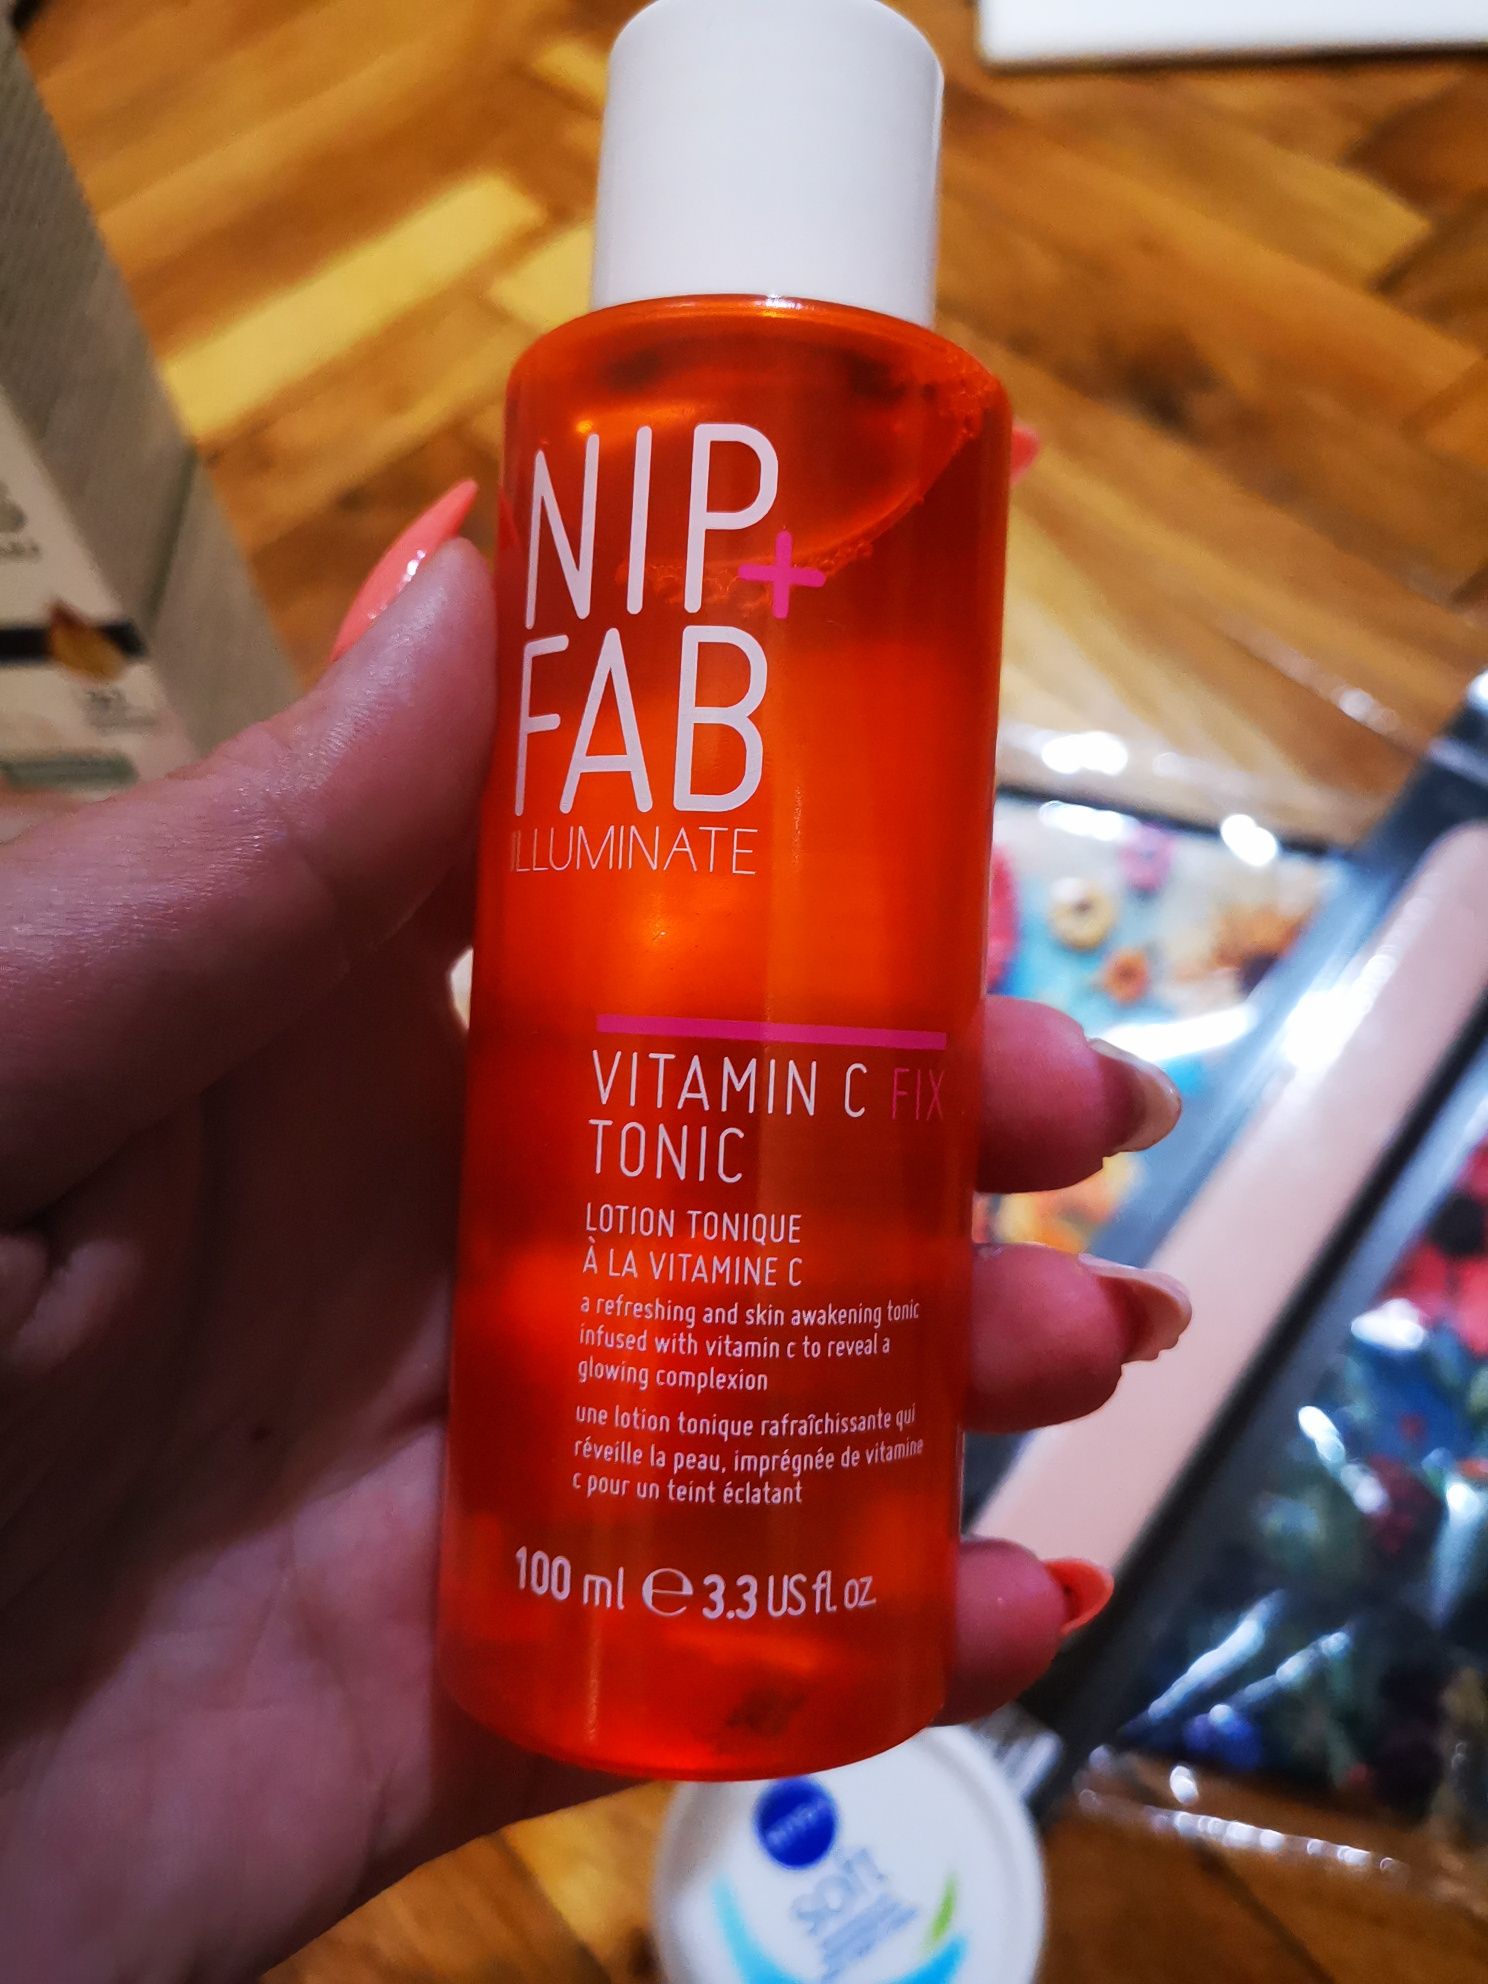 NIP+
FAB
ILLUMINATE
VITAMIN C FIX
TONIC
LOTION TONIQUE
À LA VITAMINE C
a refreshing and skin awakening tonic
infused with vitamin c to reveal a
glowing complexion
une lotion tonique rafraîchissante qui
réveille la peau, imprégnée de vitamine
c pour un teint éclatant
100 ml ℮ 3.3 US fl. oz
NIVEA